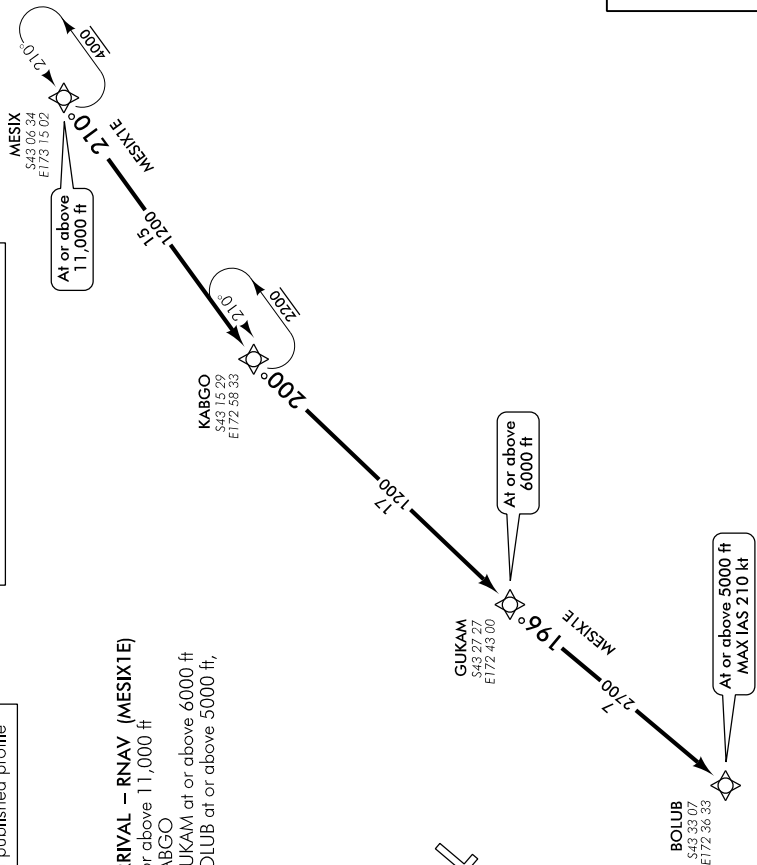 published profile
MESIX
S43 06 34
E173 15 02
210°
4000
At or above
11,000 ft
210°
MESIX1E
15
1200
KABGO
S43 15 29
E172 58 33
210°
2200
200°
17
1200
RIVAL – RNAV (MESIX1E)
or above 11,000 ft
ABGO
UKAM at or above 6000 ft
OLUB at or above 5000 ft,
At or above
6000 ft
GUKAM
S43 27 27
E172 43 00
196°
MESIX1E
7
2700
At or above 5000 ft
MAX IAS 210 kt
BOLUB
S43 33 07
E172 36 33